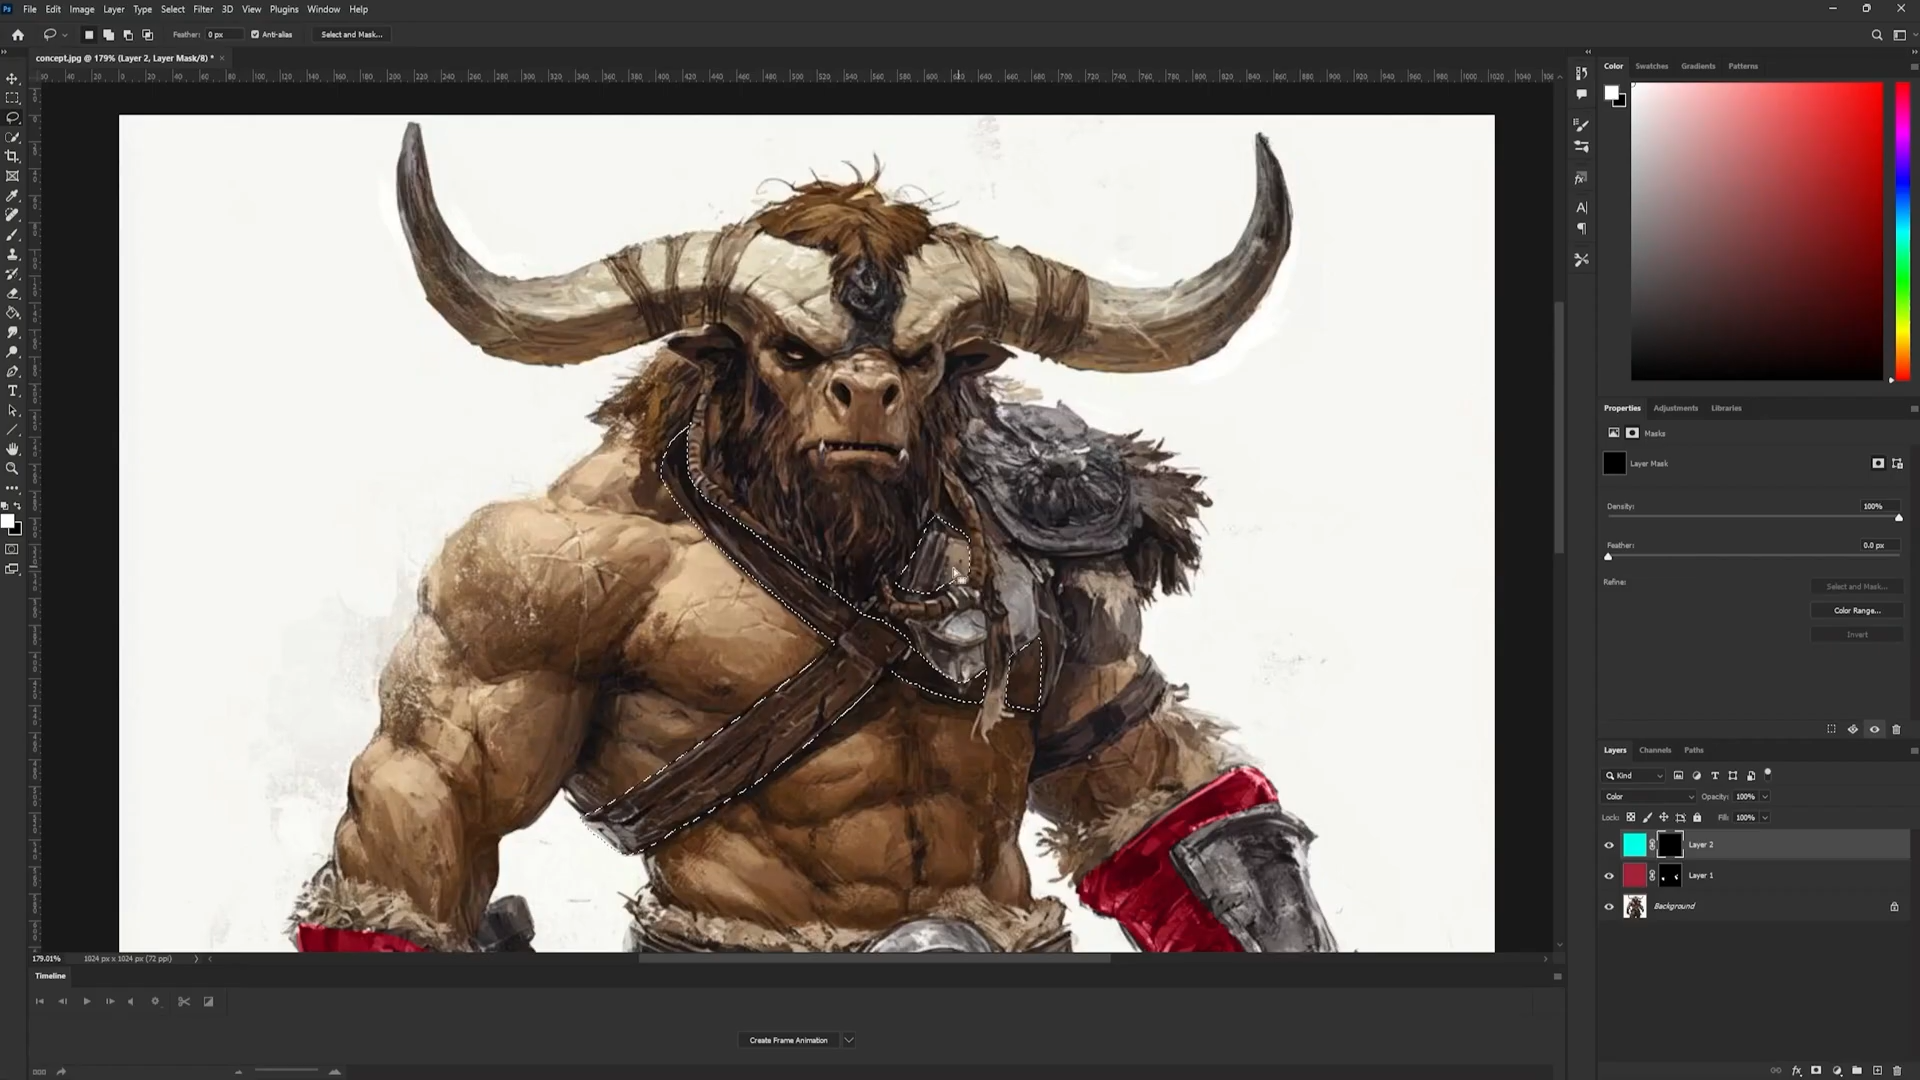 Ps File Edit Image Layer Type Select Filter 3D View Plugins Window Help
Feather: 0 px Anti-alias Select and Mask...
concept.jpg @ 179% (Layer 2, Layer Mask/8) * ×
Color Swatches Gradients Patterns
Properties Adjustments Libraries
Masks
Layer Mask
Density: 100%
Feather: 0.0 px
Refine: Select and Mask...
Color Range...
Invert
Layers Channels Paths
Kind
Color Opacity: 100%
Lock: Fill: 100%
Layer 2
Layer 1
Background
179.01% 1024 px x 1024 px (72 ppi)
Timeline
Create Frame Animation